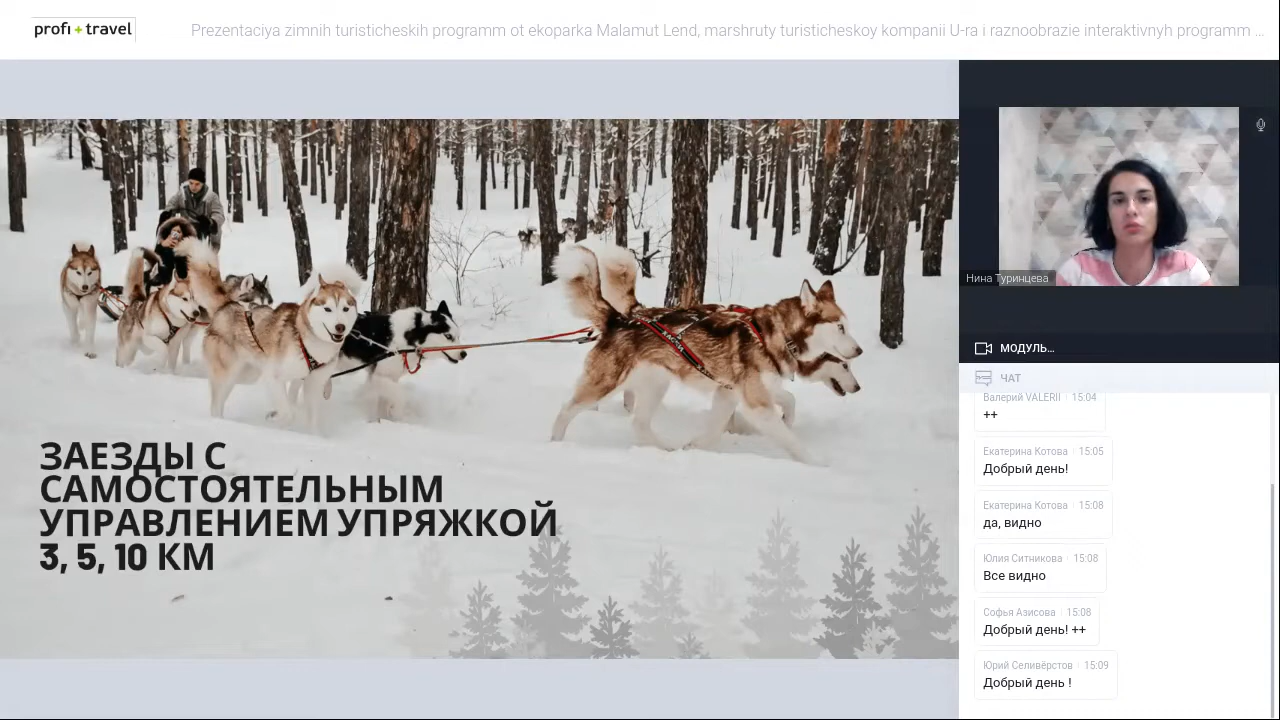 profi + travel
Prezentaciya zimnih turisticheskih programm ot ekoparka Malamut Lend, marshruty turisticheskoy kompanii U-ra i raznoobrazie interaktivnyh programm ...
ЗАЕЗДЫ С
САМОСТОЯТЕЛЬНЫМ
УПРАВЛЕНИЕМ УПРЯЖКОЙ
3, 5, 10 КМ
Нина Туринцева
МОДУЛЬ...
ЧАТ
Валерий VALERII 15:04
++
Екатерина Котова 15:05
Добрый день!
Екатерина Котова 15:08
да, видно
Юлия Ситникова 15:08
Все видно
Софья Азисова 15:08
Добрый день! ++
Юрий Селивёрстов 15:09
Добрый день !